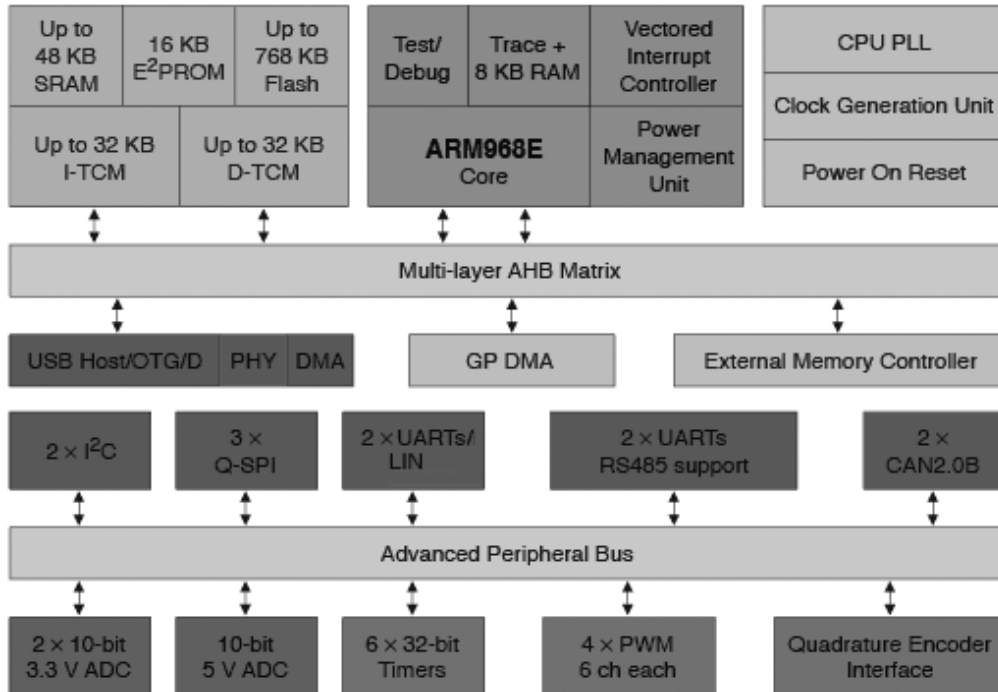 Up to
48 KB
SRAM
16 KB
E²PROM
Up to
768 KB
Flash
Up to 32 KB
I-TCM
Up to 32 KB
D-TCM
Test/
Debug
Trace +
8 KB RAM
Vectored
Interrupt
Controller
ARM968E
Core
Power
Management
Unit
CPU PLL
Clock Generation Unit
Power On Reset
Multi-layer AHB Matrix
USB Host/OTG/D
PHY
DMA
GP DMA
External Memory Controller
2 × I²C
3 ×
Q-SPI
2 × UARTs/
LIN
2 × UARTs
RS485 support
2 ×
CAN2.0B
Advanced Peripheral Bus
2 × 10-bit
3.3 V ADC
10-bit
5 V ADC
6 × 32-bit
Timers
4 × PWM
6 ch each
Quadrature Encoder
Interface